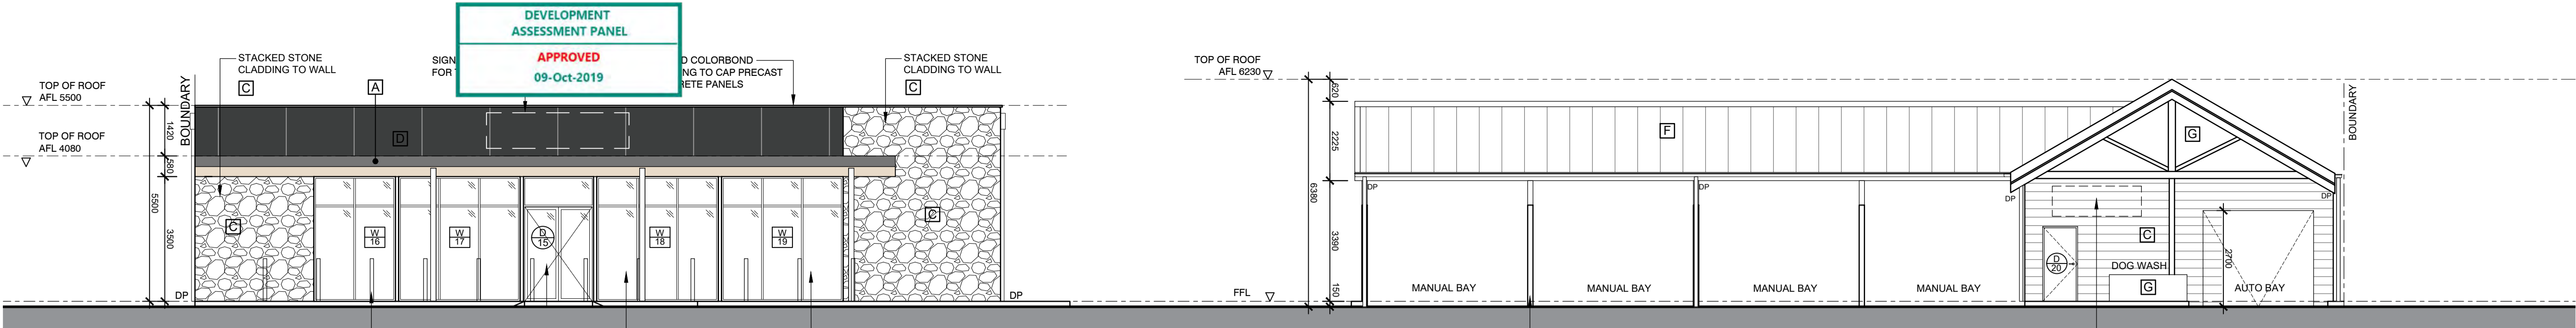 DEVELOPMENT
ASSESSMENT PANEL
APPROVED
09-Oct-2019
TOP OF ROOF
AFL 5500
TOP OF ROOF
AFL 4080
BOUNDARY
STACKED STONE
CLADDING TO WALL
C
A
SIGN
FOR
D COLORBOND
NG TO CAP PRECAST
RETE PANELS
STACKED STONE
CLADDING TO WALL
C
1420
580
3500
5500
D
C
C
W
16
W
17
D
15
W
18
W
19
DP
DP
TOP OF ROOF
AFL 6230
620
2225
3390
150
6380
FFL
F
G
BOUNDARY
DP
DP
DP
DP
MANUAL BAY
MANUAL BAY
MANUAL BAY
MANUAL BAY
D
20
C
DOG WASH
G
2700
AUTO BAY